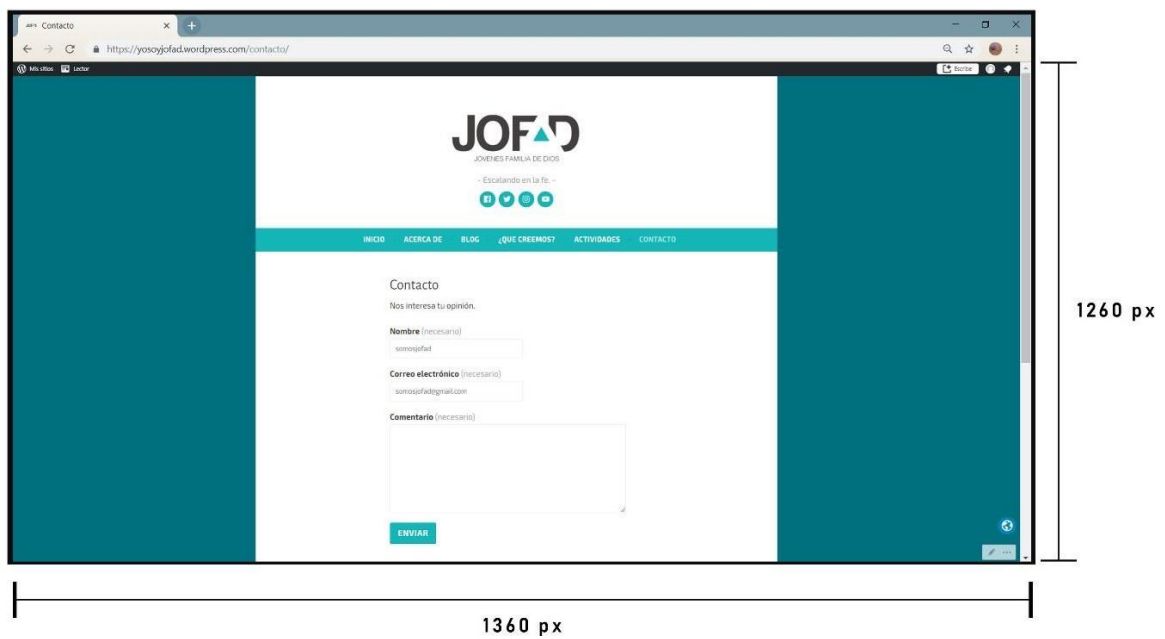 Contacto
https://yosoyjofad.wordpress.com/contacto/
Mis sitios Lector Escribe
JOFAD
JOVENES FAMILIA DE DIOS
- Escalando en la fe. -
INICIO ACERCA DE BLOG ¿QUE CREEMOS? ACTIVIDADES CONTACTO
Contacto
Nos interesa tu opinión.
Nombre (necesario)
somosjofad
Correo electrónico (necesario)
somosjofad@gmail.com
Comentario (necesario)
ENVIAR
1260 px
1360 px